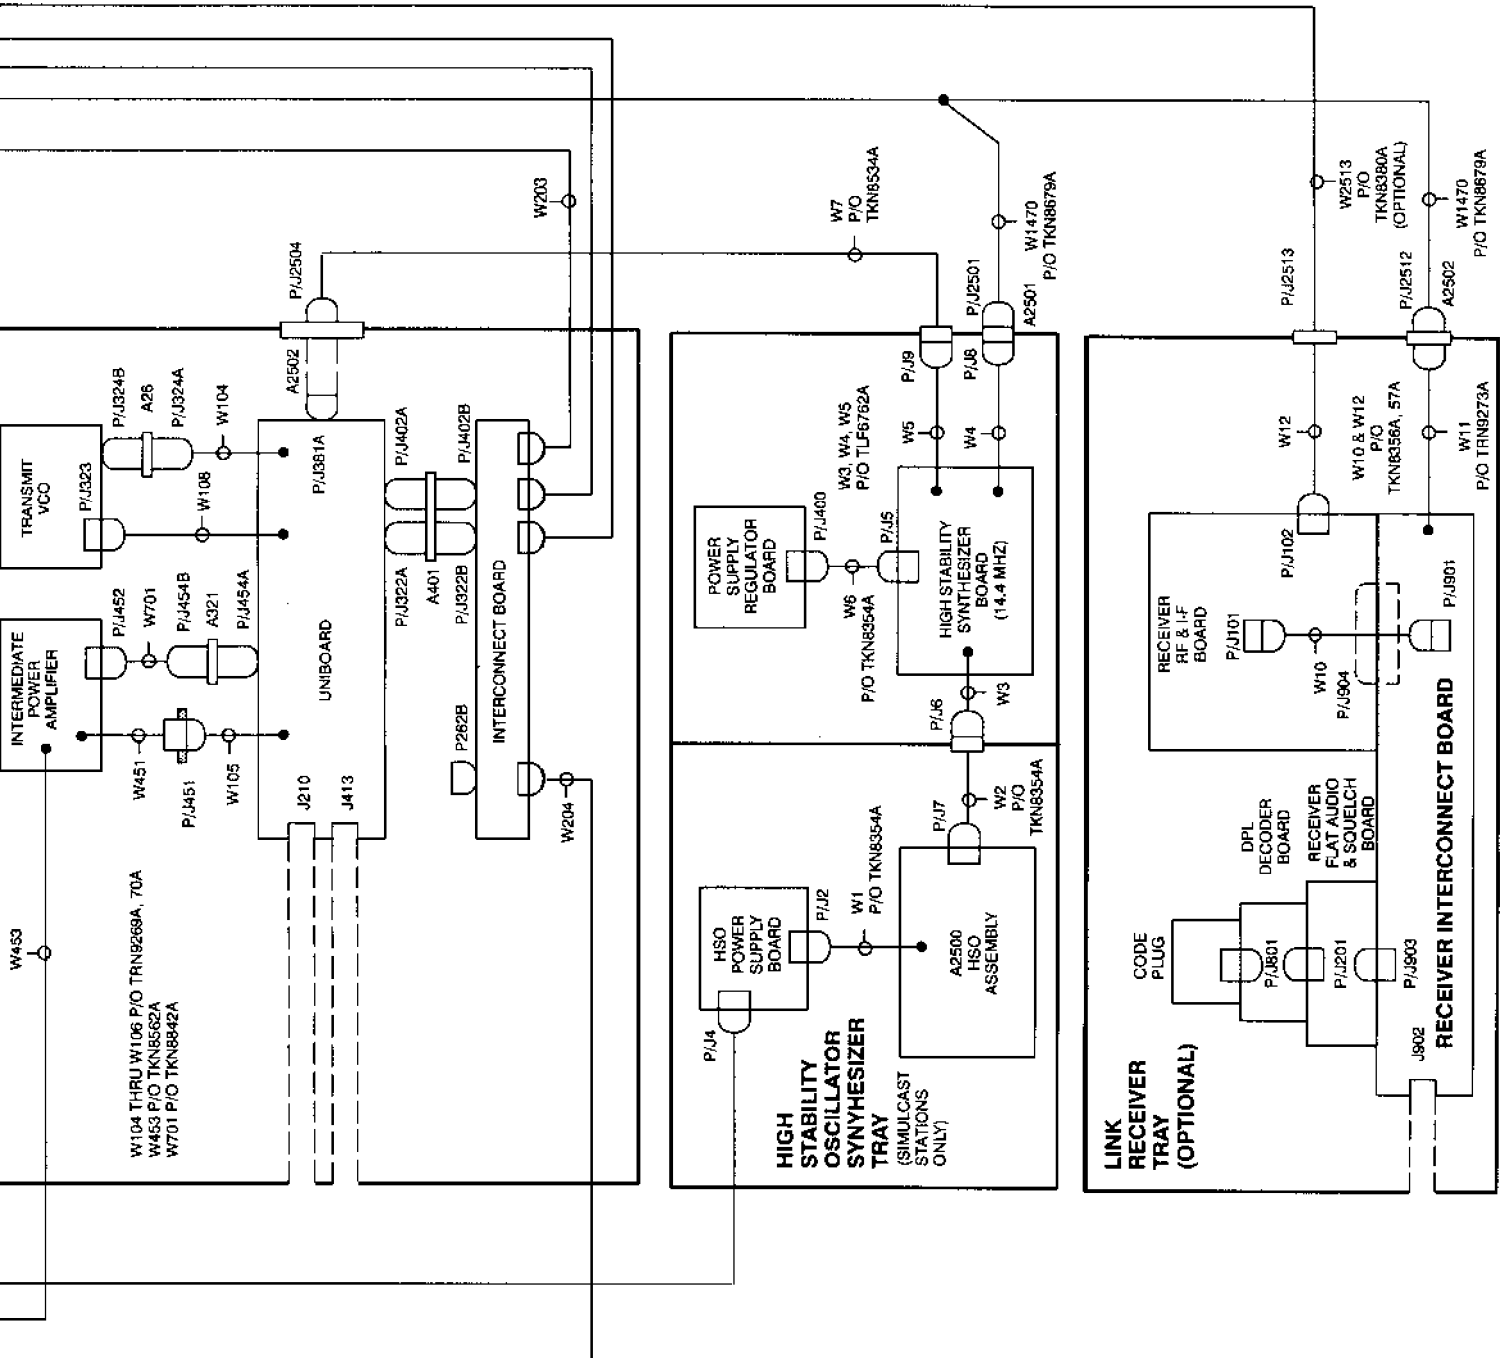 W203
P/J2504
W7
P/O
TKN8534A
W1470
P/O TKN8679A
P/J2501
A2501
W2513
P/O
TKN8380A
(OPTIONAL)
W1470
P/O TKN8679A
P/J2513
P/J2512
A2502
TRANSMIT
VCO
P/J323
P/J324B
A26
P/J324A
W104
W108
A2502
P/J381A
P/J402A
P/J402B
INTERMEDIATE
POWER
AMPLIFIER
P/J452
W701
P/J454B
A321
P/J454A
UNIBOARD
P/J322A
A401
P/J322B
INTERCONNECT BOARD
P262B
W451
P/J451
W105
J210
J413
W204
W453
W104 THRU W106 P/O TRN9269A, 70A
W453 P/O TKN8562A
W701 P/O TKN8842A
P/J9
P/J8
W5
W4
W3, W4, W5
P/O TLF6762A
POWER
SUPPLY
REGULATOR
BOARD
P/J400
P/J5
W6
P/O TKN8354A
HIGH STABILITY
SYNTHESIZER
BOARD
(14.4 MHZ)
P/J6
W3
P/J7
W2
P/O
TKN8354A
HSO
POWER
SUPPLY
BOARD
P/J2
W1
P/O TKN8354A
A2500
HSO
ASSEMBLY
P/J4
HIGH
STABILITY
OSCILLATOR
SYNYHESIZER
TRAY
(SIMULCAST
STATIONS
ONLY)
W12
W10 & W12
P/O
TKN8356A, 57A
W11
P/O TRN9273A
P/J102
RECEIVER
RF & I-F
BOARD
P/J101
W10
P/J904
P/J901
DPL
DECODER
BOARD
RECEIVER
FLAT AUDIO
& SQUELCH
BOARD
CODE
PLUG
P/J801
P/J201
P/J903
J902
RECEIVER INTERCONNECT BOARD
LINK
RECEIVER
TRAY
(OPTIONAL)